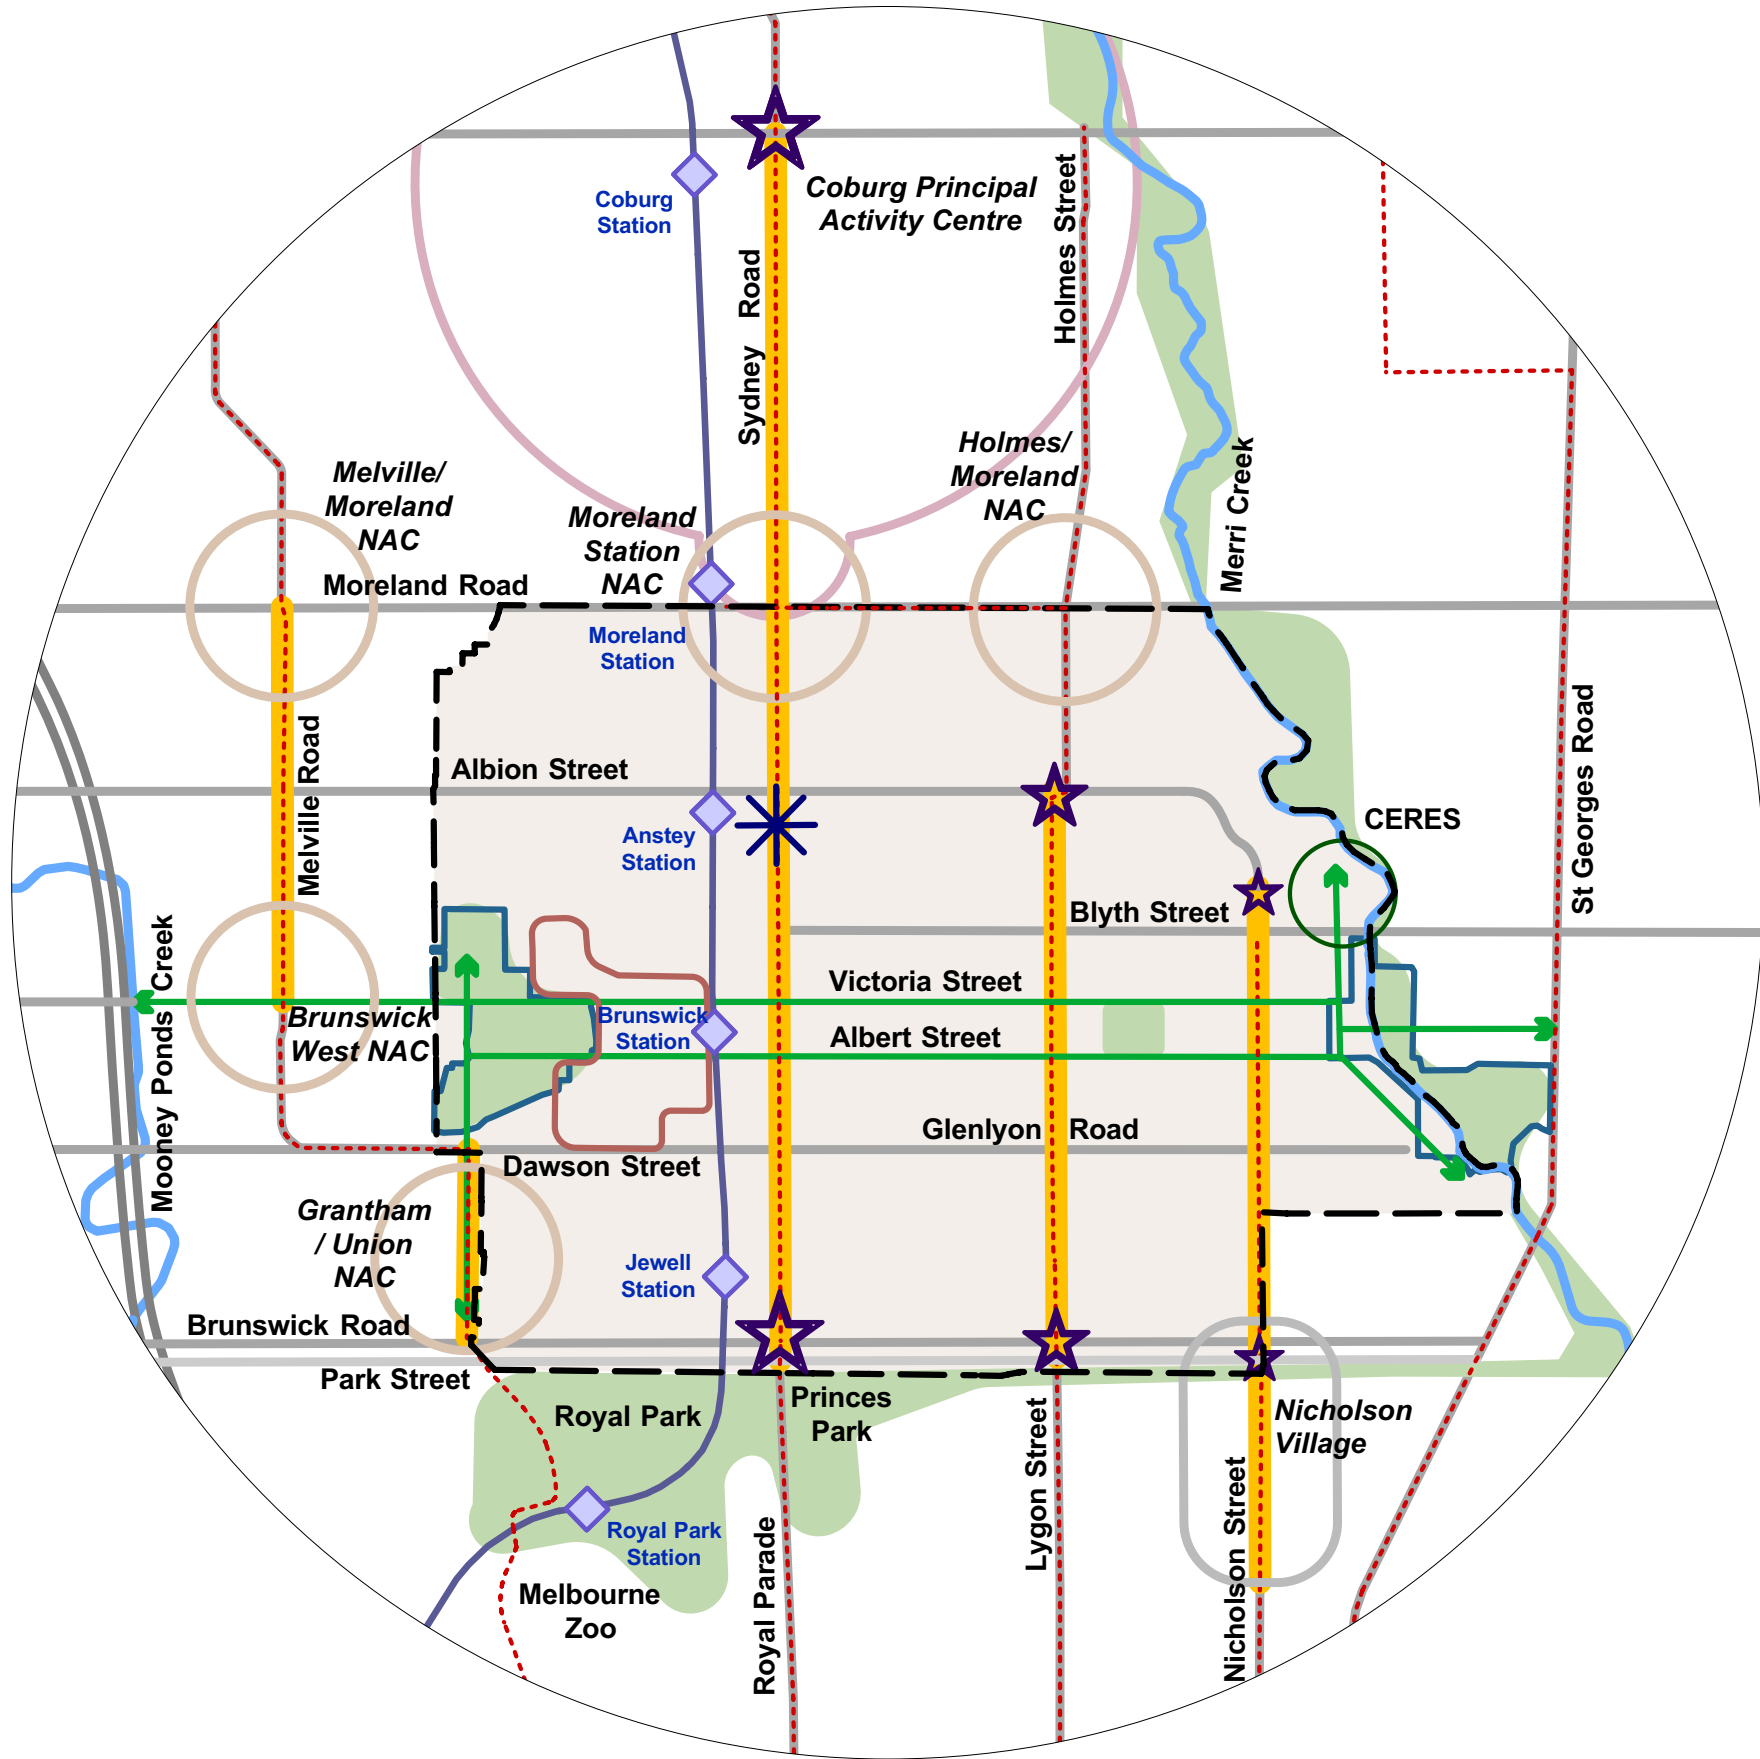 Coburg
Station
Coburg Principal
Activity Centre
Holmes Street
Sydney Road
Melville/
Moreland
NAC
Moreland
Station
NAC
Holmes/
Moreland
NAC
Merri Creek
Moreland Road
Moreland
Station
Melville Road
Albion Street
St Georges Road
Anstey
Station
CERES
Blyth Street
Mooney Ponds Creek
Victoria Street
Brunswick
West NAC
Brunswick
Station
Albert Street
Glenlyon Road
Dawson Street
Grantham
/ Union
NAC
Jewell
Station
Brunswick Road
Park Street
Royal Park
Princes
Park
Nicholson
Village
Lygon Street
Nicholson Street
Royal Parade
Royal Park
Station
Melbourne
Zoo